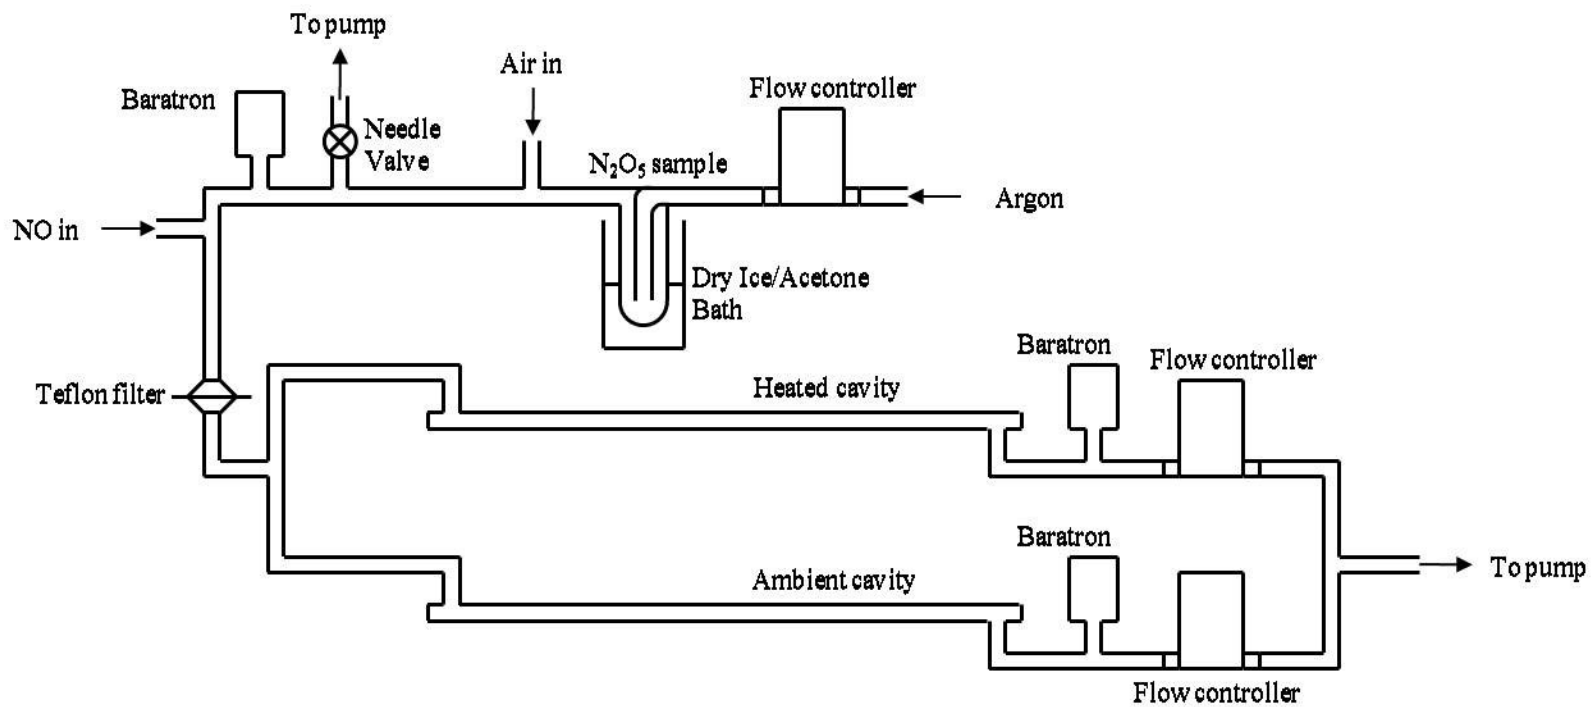 To pump
Air in
Baratron
Flow controller
Needle
Valve
N₂O₅ sample
NO in
Argon
Dry Ice/Acetone
Bath
Baratron
Flow controller
Teflon filter
Heated cavity
Baratron
Ambient cavity
To pump
Flow controller